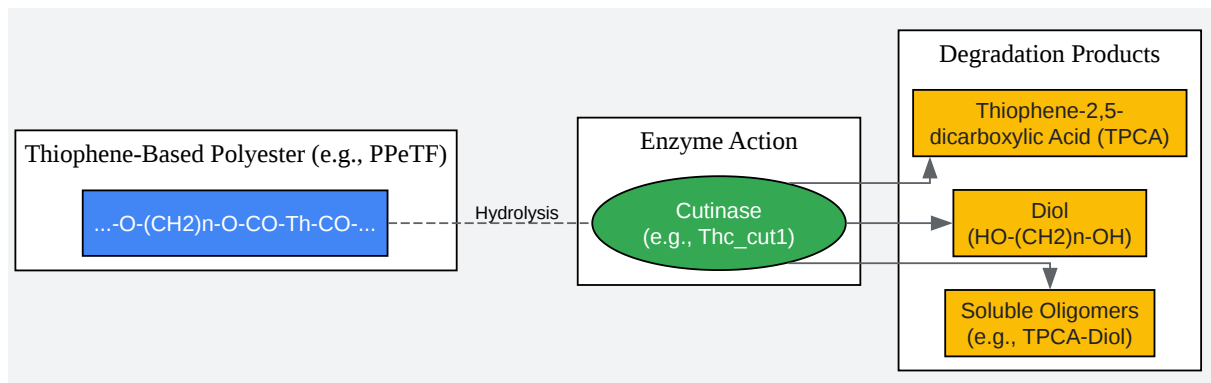 Thiophene-Based Polyester (e.g., PPeTF)
...-O-(CH2)n-O-CO-Th-CO-...
Hydrolysis
Enzyme Action
Cutinase
(e.g., Thc_cut1)
Degradation Products
Thiophene-2,5-
dicarboxylic Acid (TPCA)
Diol
(HO-(CH2)n-OH)
Soluble Oligomers
(e.g., TPCA-Diol)